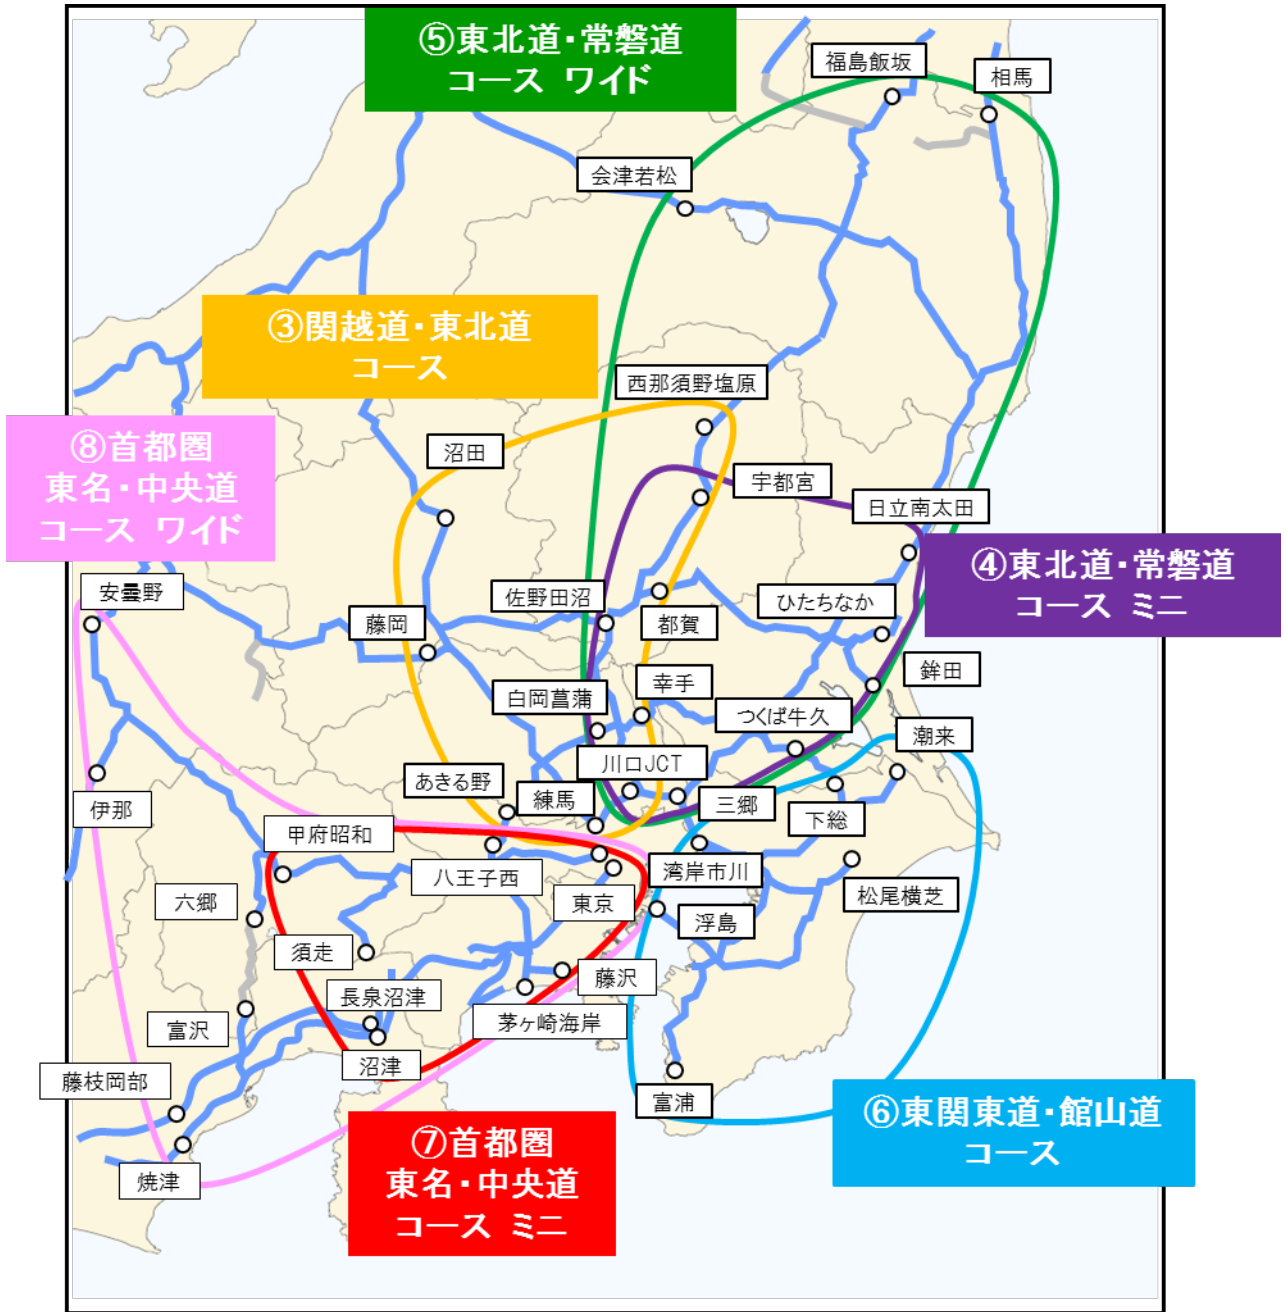 ⑤東北道・常磐道
コース ワイド
福島飯坂
相馬
会津若松
③関越道・東北道
コース
西那須野塩原
⑧首都圏
東名・中央道
コース ワイド
沼田
宇都宮
日立南太田
④東北道・常磐道
コース ミニ
安曇野
佐野田沼
ひたちなか
藤岡
都賀
鉾田
白岡菖蒲
幸手
つくば牛久
潮来
川口JCT
あきる野
練馬
三郷
下総
伊那
甲府昭和
八王子西
湾岸市川
松尾横芝
東京
六郷
浮島
須走
藤沢
長泉沼津
茅ヶ崎海岸
富沢
沼津
藤枝岡部
富浦
⑥東関東道・館山道
コース
⑦首都圏
東名・中央道
コース ミニ
焼津